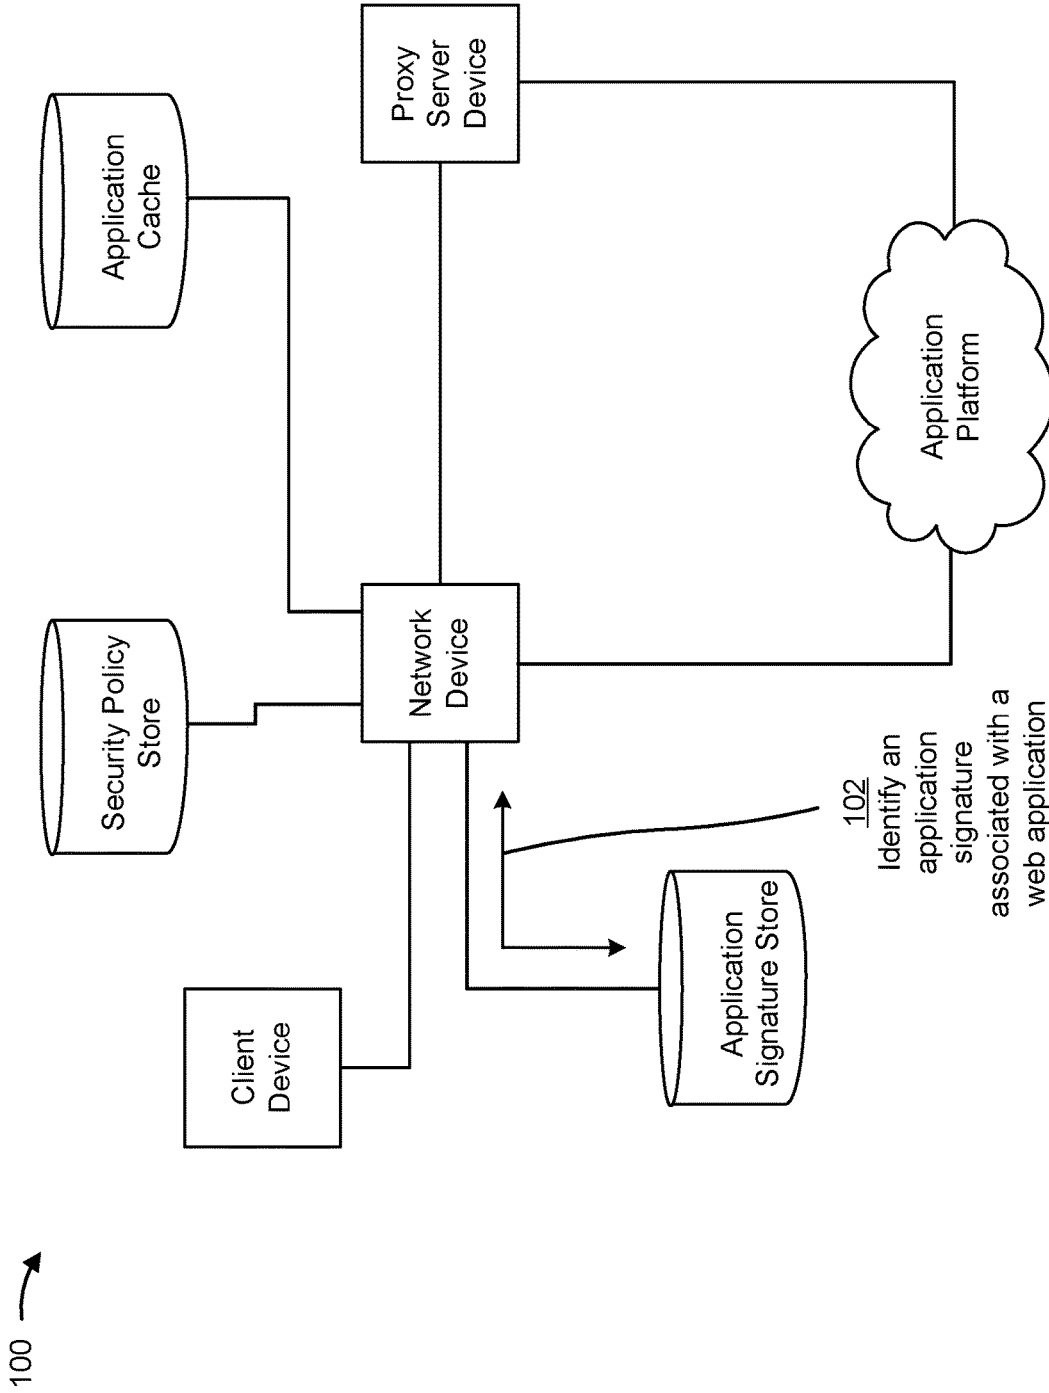 100
Client
Device
Security Policy
Store
Application
Cache
Network
Device
Proxy
Server
Device
Application
Signature Store
102
Identify an
application
signature
associated with a
web application
Application
Platform